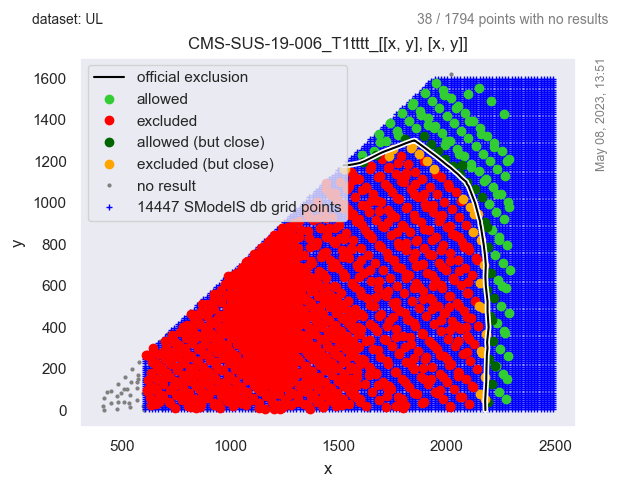 dataset: UL
38 / 1794 points with no results
CMS-SUS-19-006_T1tttt_[[x, y], [x, y]]
official exclusion
allowed
excluded
allowed (but close)
excluded (but close)
no result
14447 SModelS db grid points
May 08, 2023, 13:51
1600
1400
1200
1000
800
600
400
200
0
y
500
1000
1500
2000
2500
x